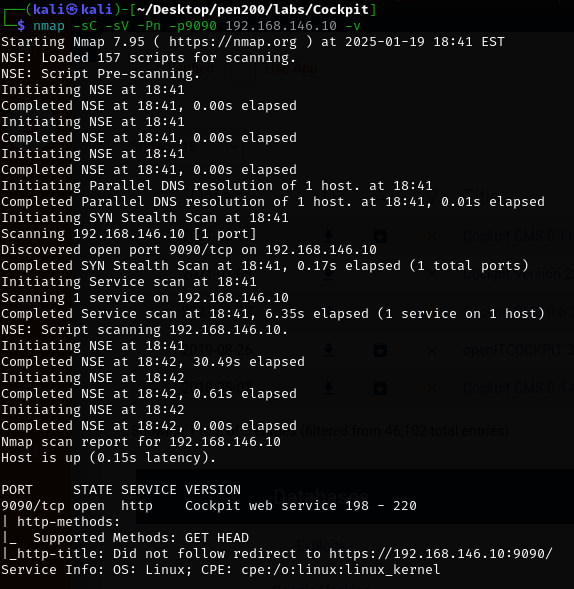 ┌──(kali㉿kali)-[~/Desktop/pen200/labs/Cockpit]
└─$ nmap -sC -sV -Pn -p9090 192.168.146.10 -v
Starting Nmap 7.95 ( https://nmap.org ) at 2025-01-19 18:41 EST
NSE: Loaded 157 scripts for scanning.
NSE: Script Pre-scanning.
Initiating NSE at 18:41
Completed NSE at 18:41, 0.00s elapsed
Initiating NSE at 18:41
Completed NSE at 18:41, 0.00s elapsed
Initiating NSE at 18:41
Completed NSE at 18:41, 0.00s elapsed
Initiating Parallel DNS resolution of 1 host. at 18:41
Completed Parallel DNS resolution of 1 host. at 18:41, 0.01s elapsed
Initiating SYN Stealth Scan at 18:41
Scanning 192.168.146.10 [1 port]
Discovered open port 9090/tcp on 192.168.146.10
Completed SYN Stealth Scan at 18:41, 0.17s elapsed (1 total ports)
Initiating Service scan at 18:41
Scanning 1 service on 192.168.146.10
Completed Service scan at 18:41, 6.35s elapsed (1 service on 1 host)
NSE: Script scanning 192.168.146.10.
Initiating NSE at 18:41
Completed NSE at 18:42, 30.49s elapsed
Initiating NSE at 18:42
Completed NSE at 18:42, 0.61s elapsed
Initiating NSE at 18:42
Completed NSE at 18:42, 0.00s elapsed
Nmap scan report for 192.168.146.10
Host is up (0.15s latency).

PORT     STATE SERVICE VERSION
9090/tcp open  http    Cockpit web service 198 - 220
| http-methods:
|_  Supported Methods: GET HEAD
|_http-title: Did not follow redirect to https://192.168.146.10:9090/
Service Info: OS: Linux; CPE: cpe:/o:linux:linux_kernel